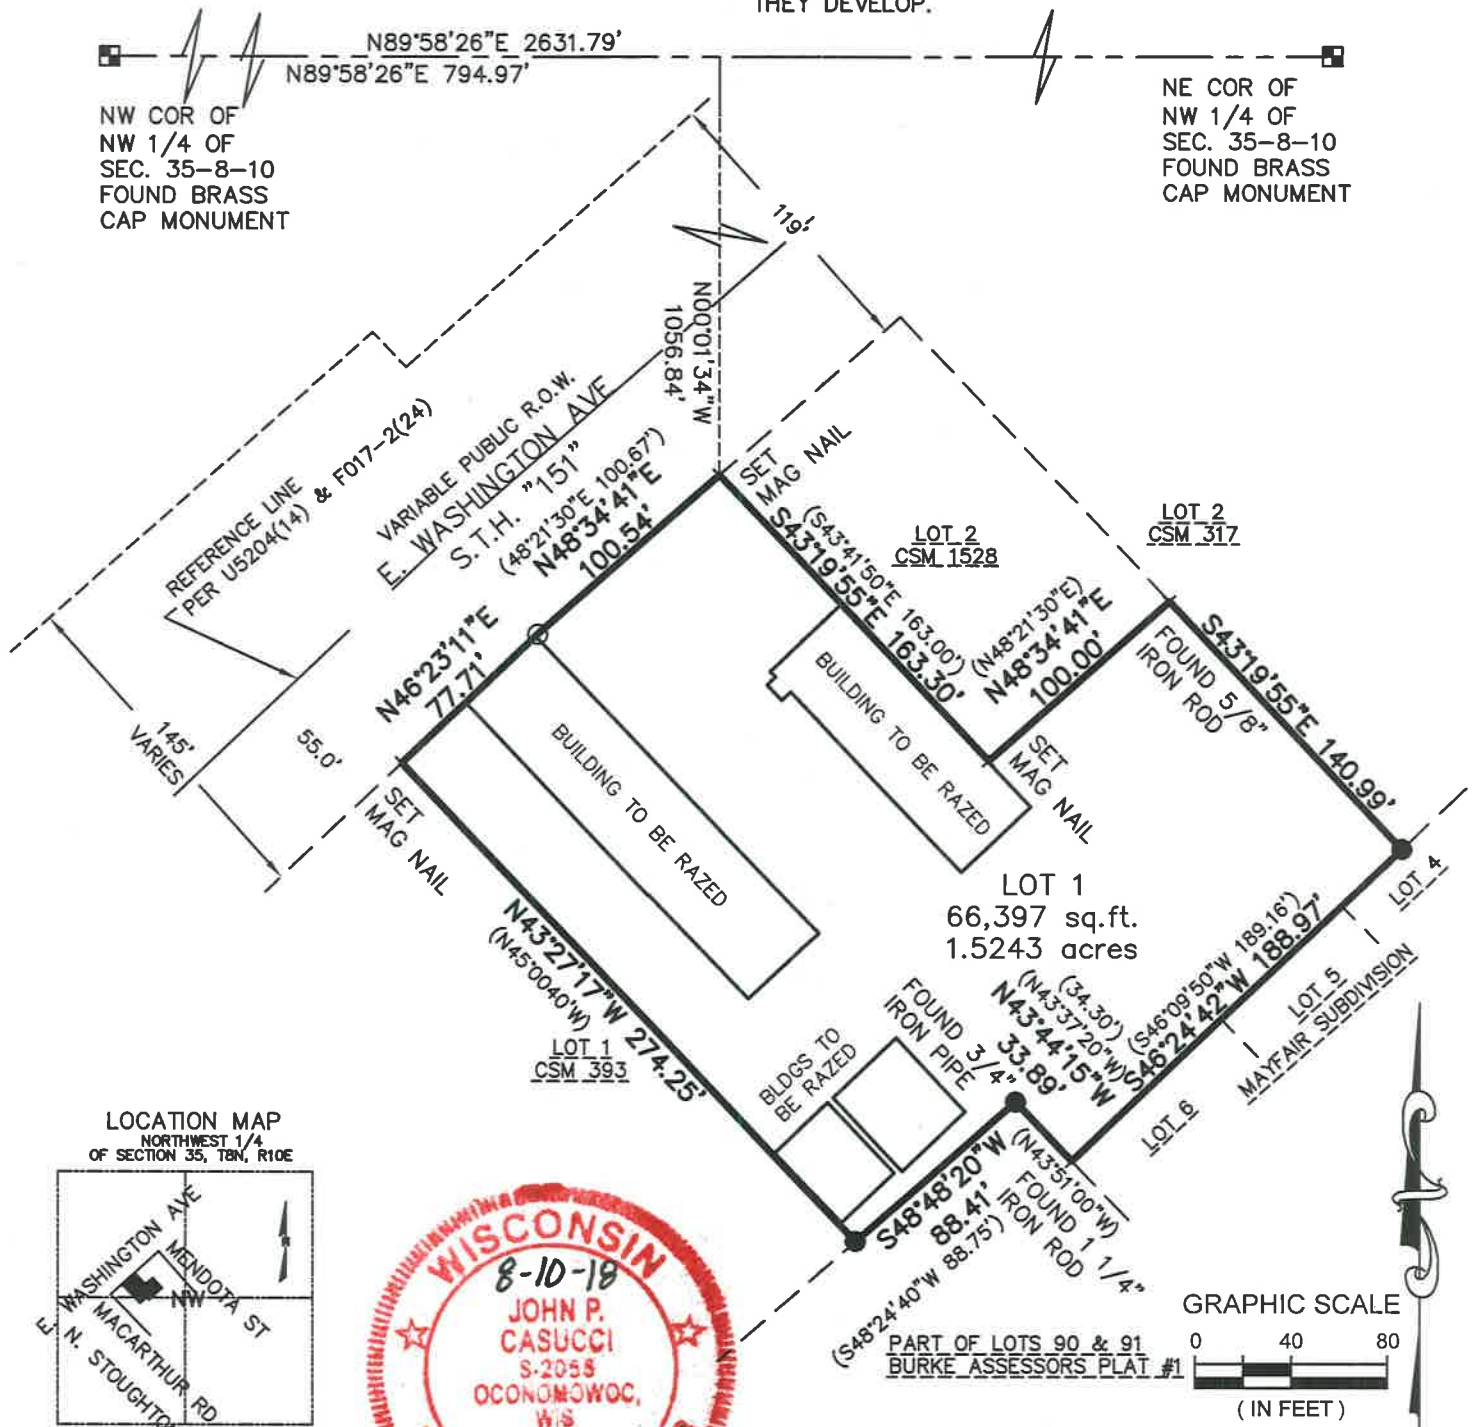 THEY DEVELOP.
N89°58'26"E 2631.79'
N89°58'26"E 794.97'
NW COR OF
NW 1/4 OF
SEC. 35-8-10
FOUND BRASS
CAP MONUMENT
NE COR OF
NW 1/4 OF
SEC. 35-8-10
FOUND BRASS
CAP MONUMENT
119'
N00°01'34"W
1056.84'
REFERENCE LINE
PER U5204(14) & F017-2(24)
VARIABLE PUBLIC R.O.W.
E. WASHINGTON AVE
S.T.H. "151"
(48°21'30"E 100.67')
N48°34'41"E
100.54'
N46°23'11"E
77.71'
145'
VARIES
55.0'
SET
MAG NAIL
SET
MAG NAIL
(S43°41'50"E 163.00')
S43°19'55"E 163.30'
LOT 2
CSM 1528
LOT 2
CSM 317
(N48°21'30"E)
N48°34'41"E
100.00'
FOUND 5/8"
IRON ROD
S43°19'55"E 140.99'
SET
MAG NAIL
BUILDING TO BE RAZED
BUILDING TO BE RAZED
LOT 1
66,397 sq.ft.
1.5243 acres
LOT 4
LOT 5
MAYFAIR SUBDIVISION
LOT 6
(S46°09'50"W 189.16')
S46°24'42"W 188.97'
(34.30')
(N43°37'20"W)
N43°44'15"W
33.89'
FOUND 3/4"
IRON PIPE
BLDGS TO
BE RAZED
N43°27'17"W 274.25'
(N45°0040'W)
LOT 1
CSM 393
S48°48'20"W
88.41'
(S48°24'40"W 88.75')
(N43°51'00"W)
FOUND 1 1/4"
IRON ROD
PART OF LOTS 90 & 91
BURKE ASSESSORS PLAT #1
LOCATION MAP
NORTHWEST 1/4
OF SECTION 35, T8N, R10E
E WASHINGTON AVE
MENDOTA ST
NW
MACARTHUR RD
N. STOUGHTO
WISCONSIN
8-10-18
JOHN P.
CASUCCI
S-2055
OCONOMOWOC,
WIS
GRAPHIC SCALE
0 40 80
( IN FEET )